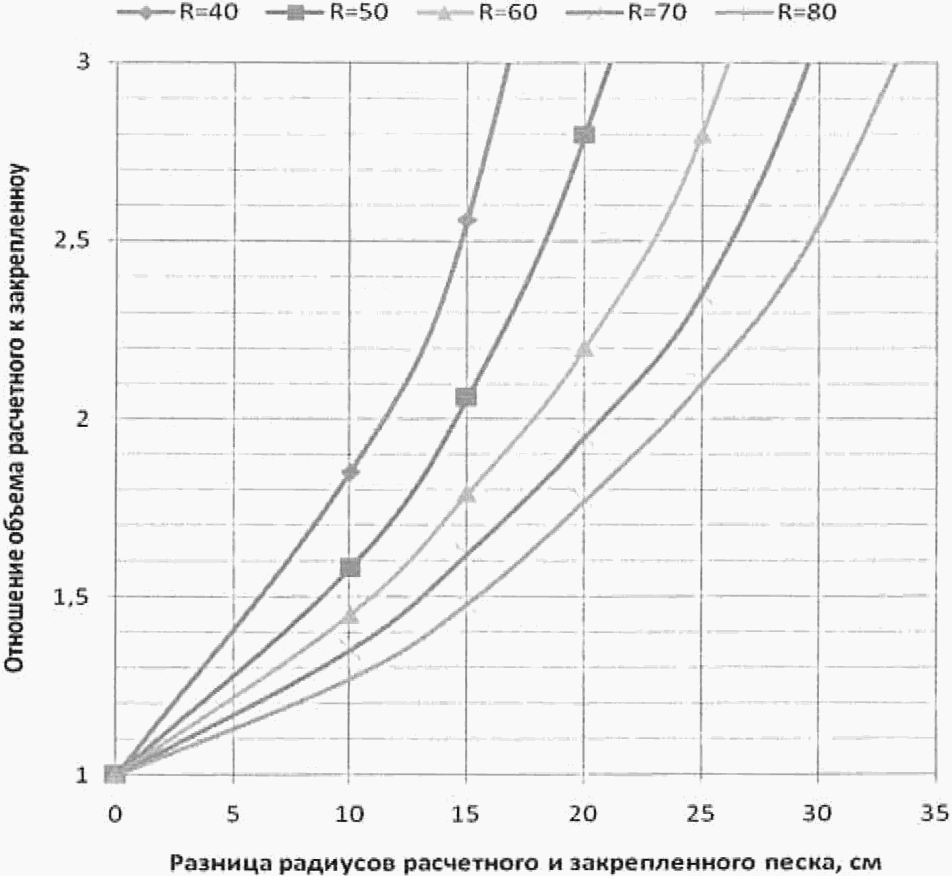 R=40 R=50 R=60 R=70 R=80
Отношение объема расчетного к закрепленноу
3
2,5
2
1,5
1
0 5 10 15 20 25 30 35
Разница радиусов расчетного и закрепленного песка, см